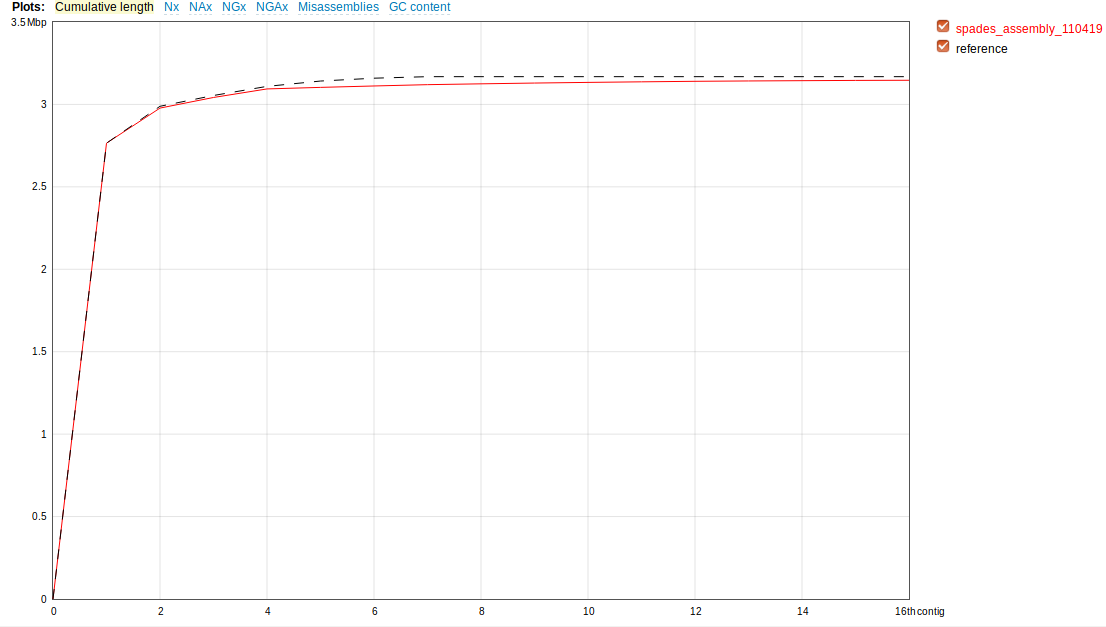 Plots: Cumulative length Nx NAx NGx NGAx Misassemblies GC content
3.5 Mbp
3
2.5
2
1.5
1
0.5
0
0 2 4 6 8 10 12 14 16th contig
spades_assembly_110419
reference